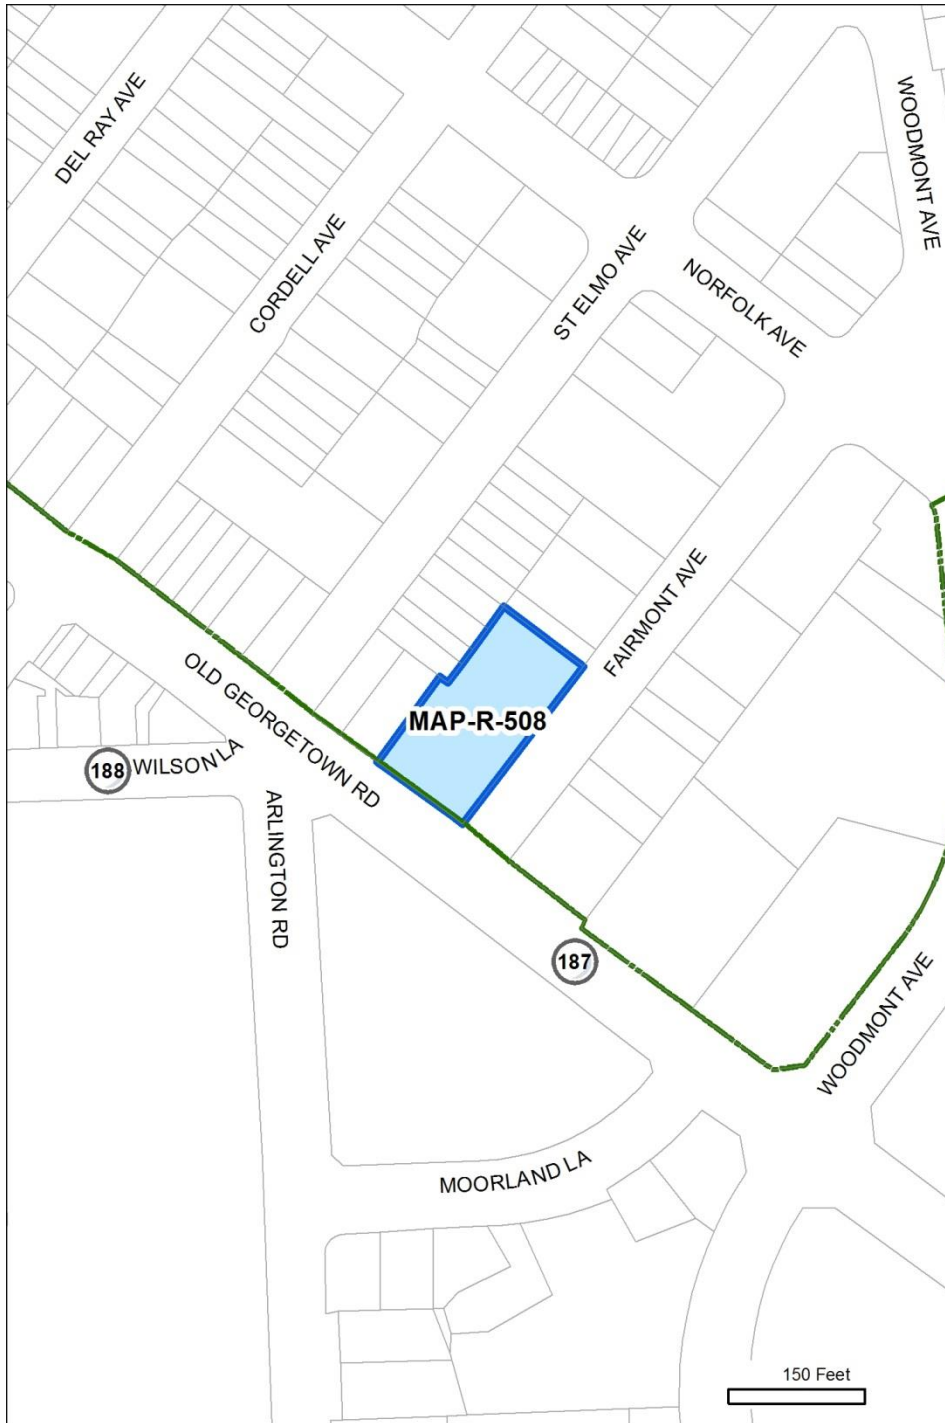 WOODMONT AVE
DEL RAY AVE
CORDELL AVE
ST ELMO AVE
NORFOLK AVE
FAIRMONT AVE
OLD GEORGETOWN RD
MAP-R-508
188
WILSON LA
ARLINGTON RD
187
WOODMONT AVE
MOORLAND LA
150 Feet